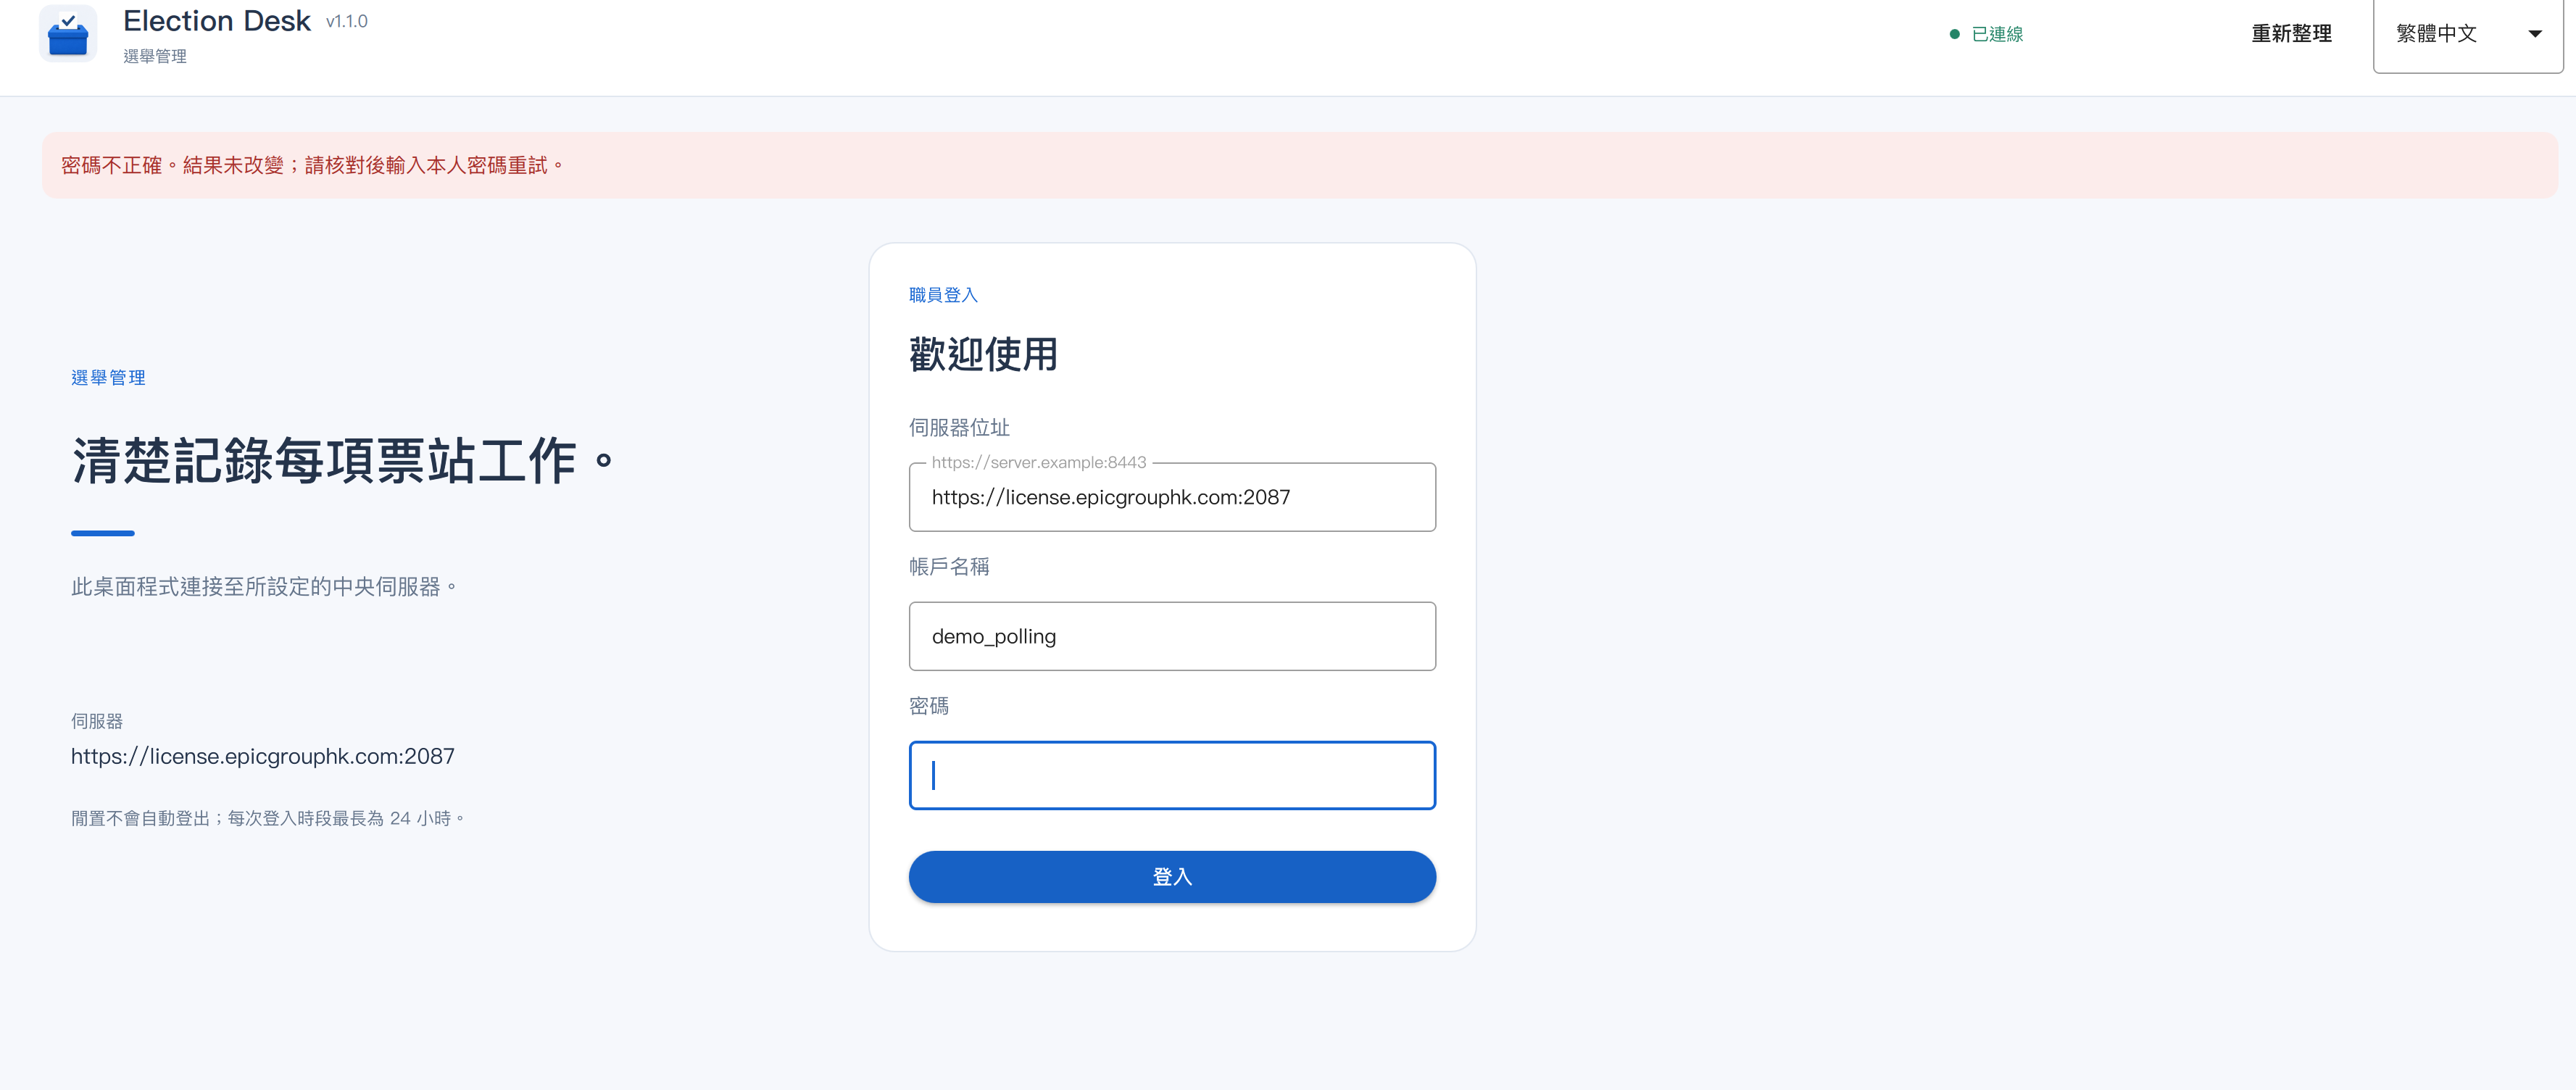 Election Desk v1.1.0
選舉管理
已連線
重新整理
繁體中文
密碼不正確。結果未改變；請核對後輸入本人密碼重試。
選舉管理
清楚記錄每項票站工作。
此桌面程式連接至所設定的中央伺服器。
伺服器
https://license.epicgrouphk.com:2087
閒置不會自動登出；每次登入時段最長為 24 小時。
職員登入
歡迎使用
伺服器位址
https://server.example:8443
https://license.epicgrouphk.com:2087
帳戶名稱
demo_polling
密碼
登入